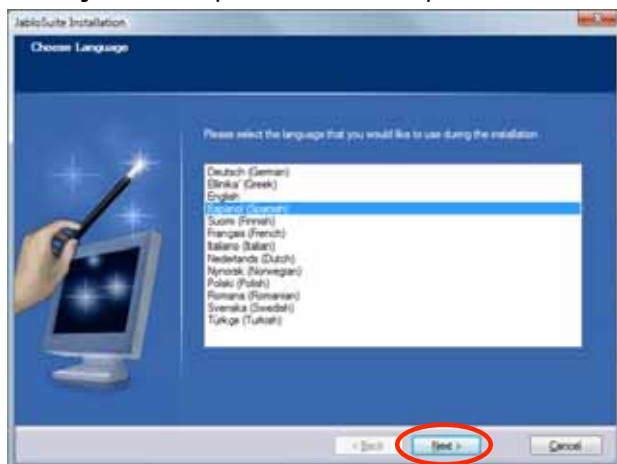 JabloSuite Installation
Choose Language
Please select the language that you would like to use during the installation
Deutsch (German)
Ellinika' (Greek)
English
Español (Spanish)
Suomi (Finnish)
Français (French)
Italiano (Italian)
Nederlands (Dutch)
Nynorsk (Norwegian)
Polski (Polish)
Romana (Romanian)
Svenska (Swedish)
Türkçe (Turkish)
< Back
Next >
Cancel